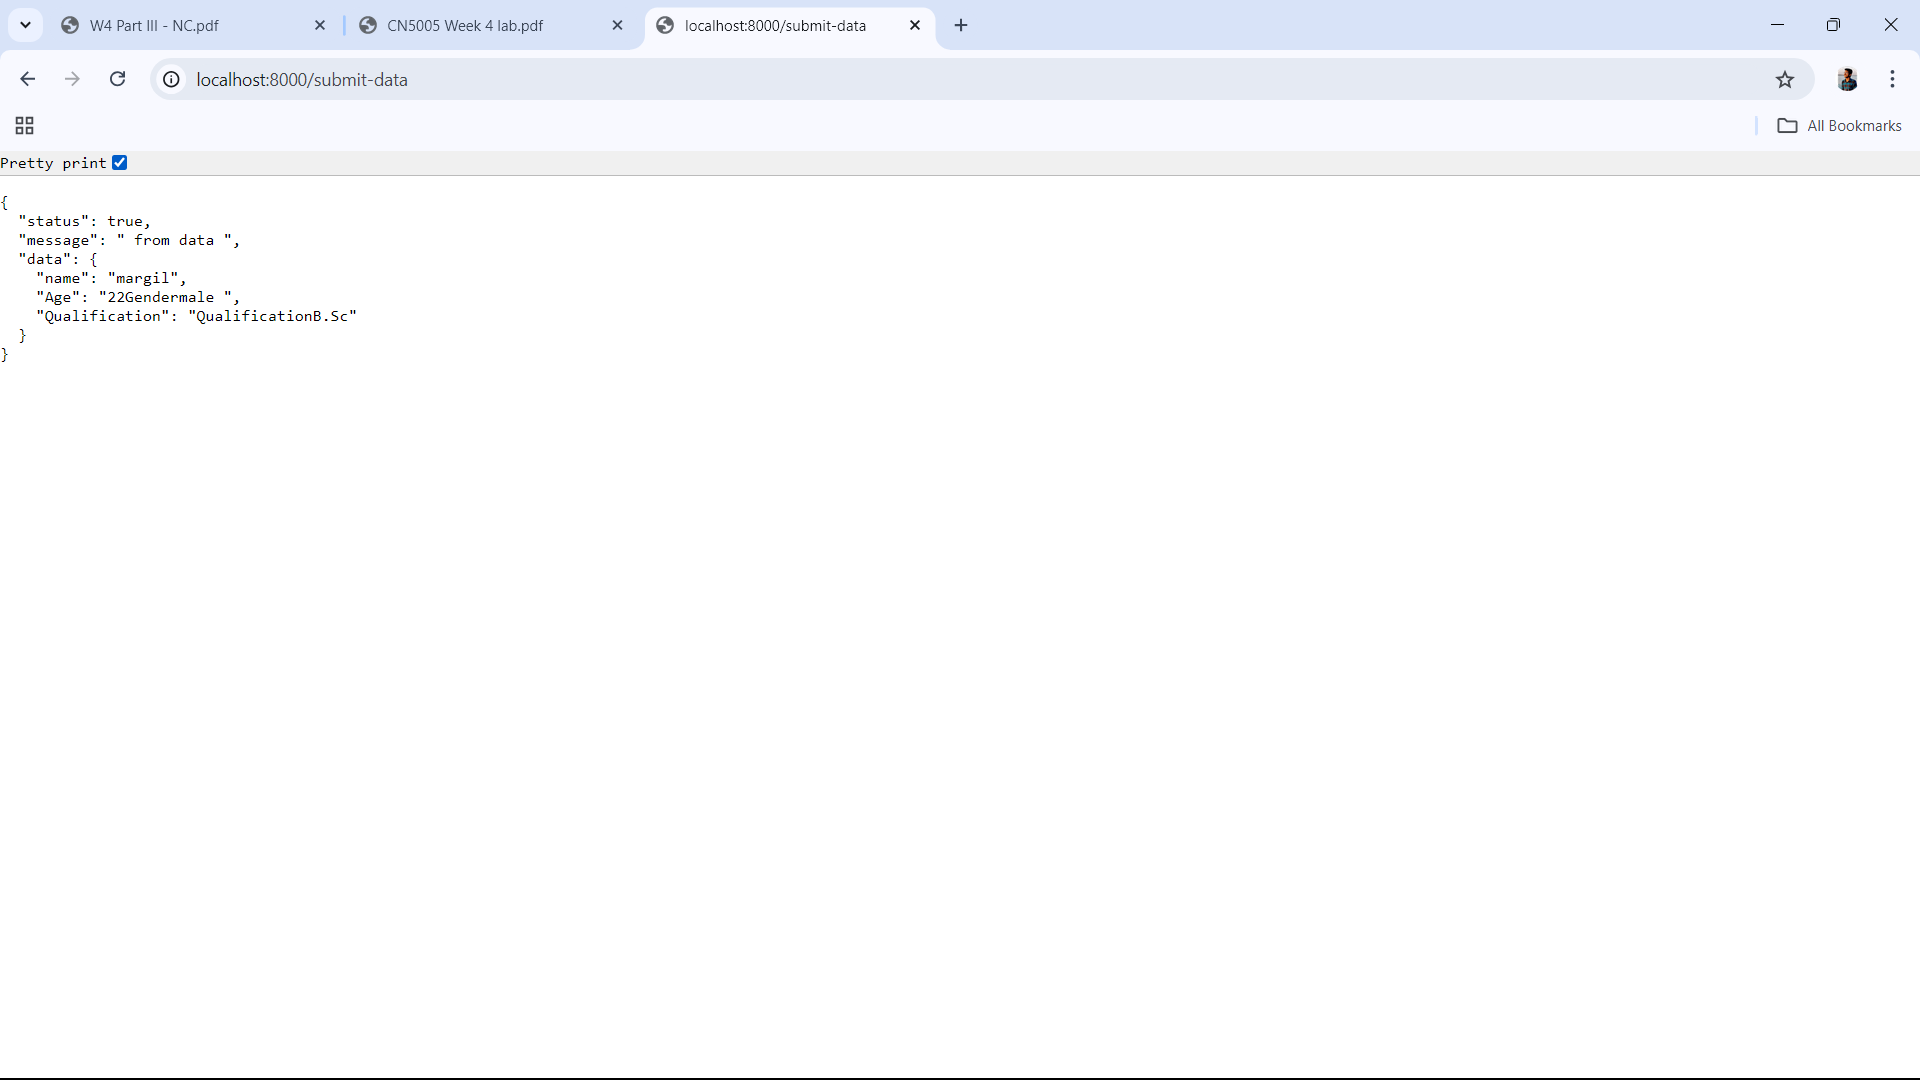 W4 Part III - NC.pdf
CN5005 Week 4 lab.pdf
localhost:8000/submit-data
localhost:8000/submit-data
All Bookmarks
Pretty print
{
  "status": true,
  "message": " from data ",
  "data": {
    "name": "margil",
    "Age": "22Gendermale ",
    "Qualification": "QualificationB.Sc"
  }
}